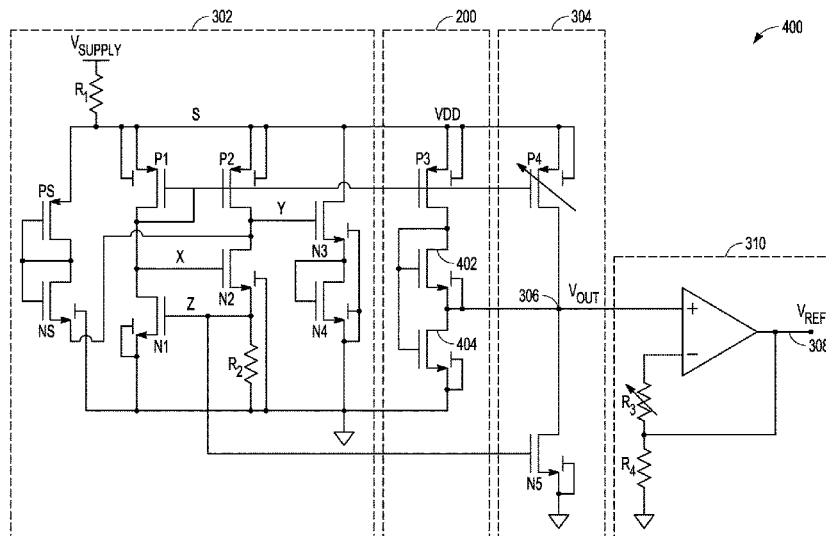 302
200
304
400
VSUPPLY
R1
S
VDD
P1
P2
P3
P4
PS
Y
N3
402
310
X
N2
306
VOUT
VREF
308
NS
Z
N1
N4
404
R2
R3
R4
N5
+
−